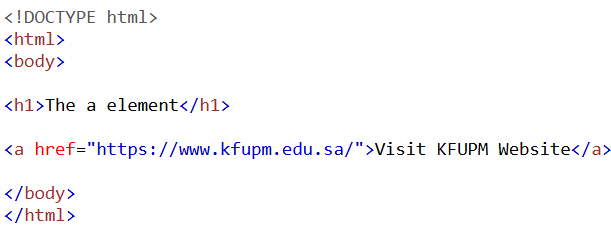 <!DOCTYPE html>
<html>
<body>
<h1>The a element</h1>
<a href="https://www.kfupm.edu.sa/">Visit KFUPM Website</a>
</body>
</html>